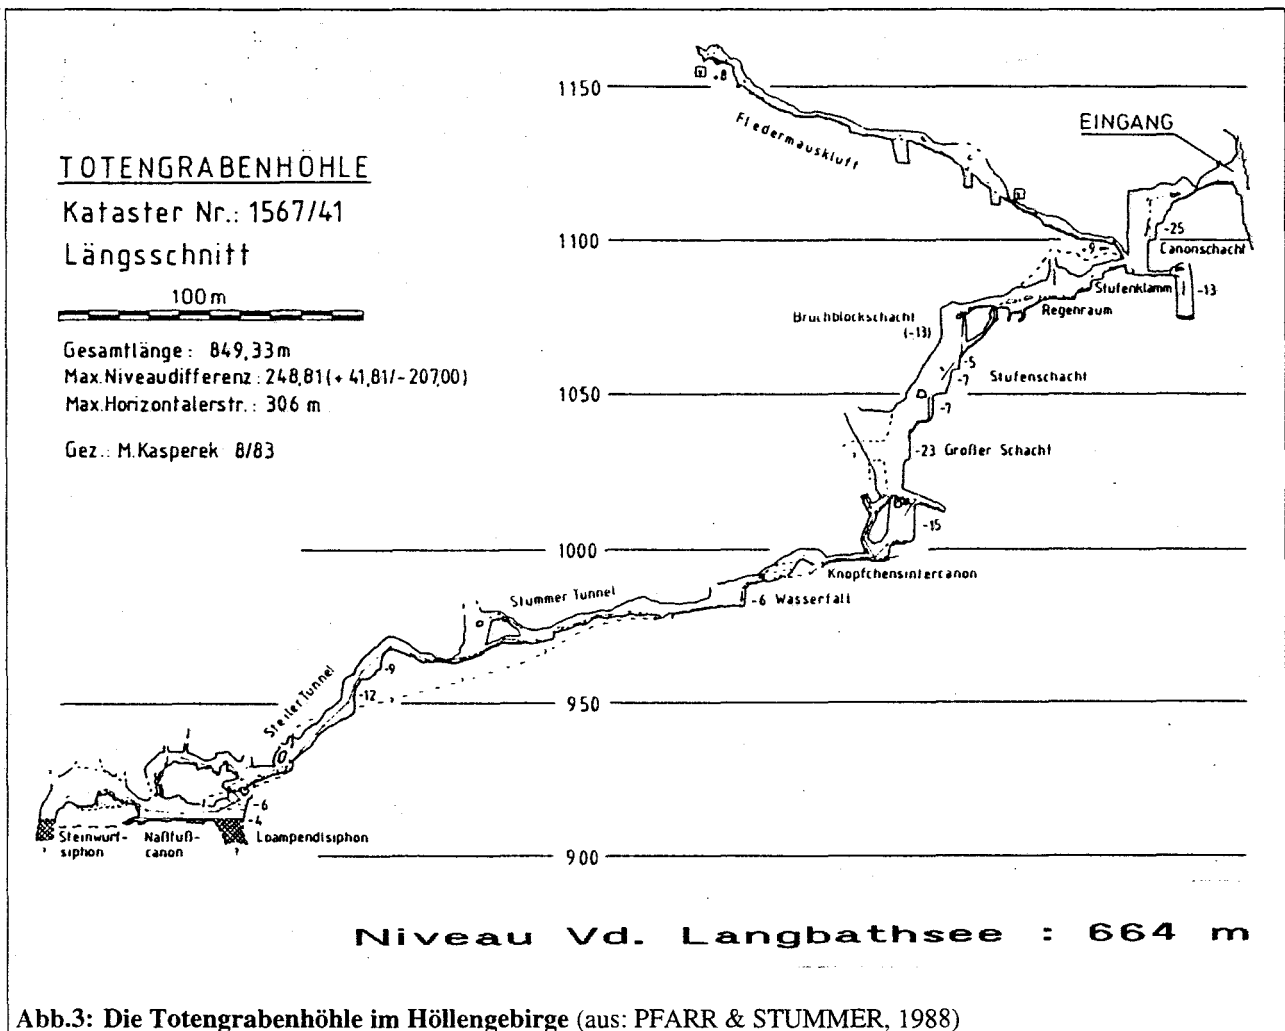 TOTENGRABENHÖHLE
Kataster Nr.: 1567/41
Längsschnitt
100 m
Gesamtlänge: 849,33m
Max.Niveaudifferenz: 248,81 (+ 41,81/- 207,00)
Max.Horizontalerstr.: 306 m
Gez.: M.Kasperek 8/83
1150
+8
Fledermauskluft
EINGANG
1100
-9
-25
Canonschacht
Stufenklamm
-13
Regenraum
Bruchblockschacht
(-13)
-5
-7
Stufenschacht
1050
-7
-23 Großer Schacht
-15
1000
Knöpfchensintercanon
Stummer Tunnel
-6 Wasserfall
-9
Steiler Tunnel
-12
950
-6
-4
Steinwurf-
siphon
Naßfuß-
canon
Loampendlsiphon
?
?
900
Niveau Vd. Langbathsee : 664 m
Abb.3: Die Totengrabenhöhle im Höllengebirge (aus: PFARR & STUMMER, 1988)